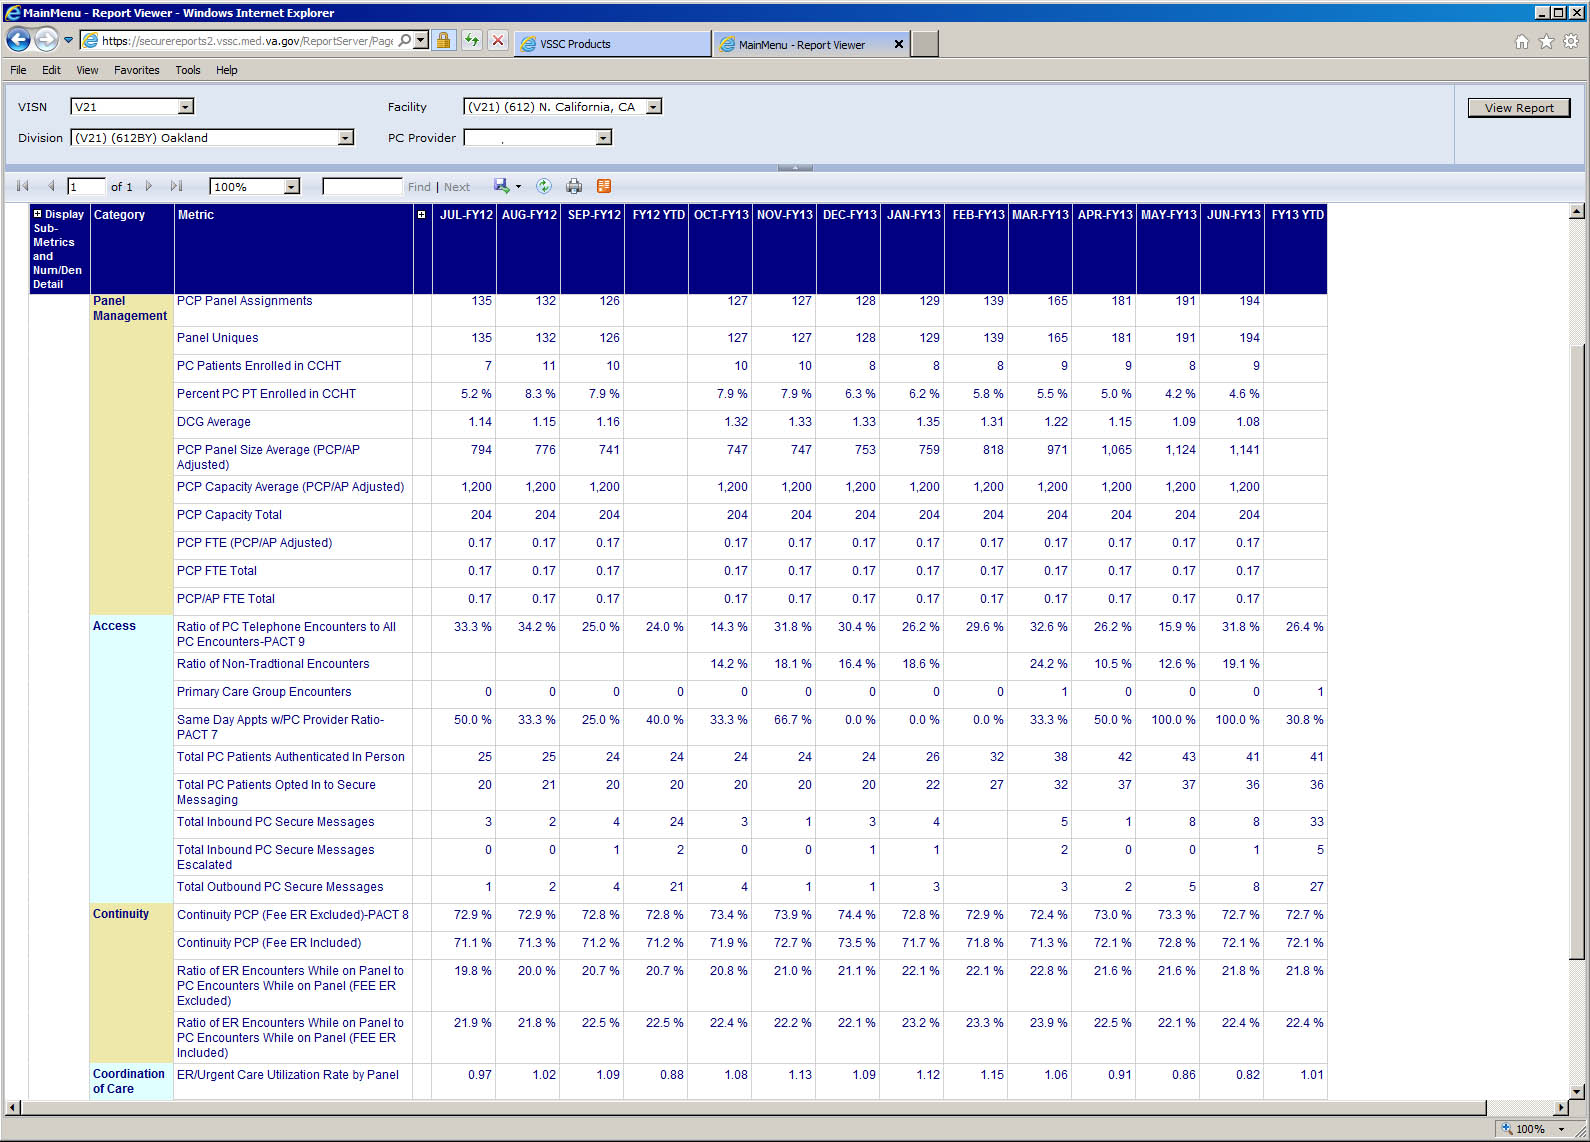 MainMenu - Report Viewer - Windows Internet Explorer
https://securereports2.vssc.med.va.gov/ReportServer/Page
VSSC Products
MainMenu - Report Viewer
File Edit View Favorites Tools Help
VISN V21 Facility (V21) (612) N. California, CA View Report
Division (V21) (612BY) Oakland PC Provider ,
1 of 1 100% Find | Next
Display Sub-Metrics and Num/Den Detail Category Metric JUL-FY12 AUG-FY12 SEP-FY12 FY12 YTD OCT-FY13 NOV-FY13 DEC-FY13 JAN-FY13 FEB-FY13 MAR-FY13 APR-FY13 MAY-FY13 JUN-FY13 FY13 YTD
Panel Management PCP Panel Assignments 135 132 126 127 127 128 129 139 165 181 191 194
Panel Uniques 135 132 126 127 127 128 129 139 165 181 191 194
PC Patients Enrolled in CCHT 7 11 10 10 10 8 8 8 9 9 8 9
Percent PC PT Enrolled in CCHT 5.2 % 8.3 % 7.9 % 7.9 % 7.9 % 6.3 % 6.2 % 5.8 % 5.5 % 5.0 % 4.2 % 4.6 %
DCG Average 1.14 1.15 1.16 1.32 1.33 1.33 1.35 1.31 1.22 1.15 1.09 1.08
PCP Panel Size Average (PCP/AP Adjusted) 794 776 741 747 747 753 759 818 971 1,065 1,124 1,141
PCP Capacity Average (PCP/AP Adjusted) 1,200 1,200 1,200 1,200 1,200 1,200 1,200 1,200 1,200 1,200 1,200 1,200
PCP Capacity Total 204 204 204 204 204 204 204 204 204 204 204 204
PCP FTE (PCP/AP Adjusted) 0.17 0.17 0.17 0.17 0.17 0.17 0.17 0.17 0.17 0.17 0.17 0.17
PCP FTE Total 0.17 0.17 0.17 0.17 0.17 0.17 0.17 0.17 0.17 0.17 0.17 0.17
PCP/AP FTE Total 0.17 0.17 0.17 0.17 0.17 0.17 0.17 0.17 0.17 0.17 0.17 0.17
Access Ratio of PC Telephone Encounters to All PC Encounters-PACT 9 33.3 % 34.2 % 25.0 % 24.0 % 14.3 % 31.8 % 30.4 % 26.2 % 29.6 % 32.6 % 26.2 % 15.9 % 31.8 % 26.4 %
Ratio of Non-Tradtional Encounters 14.2 % 18.1 % 16.4 % 18.6 % 24.2 % 10.5 % 12.6 % 19.1 %
Primary Care Group Encounters 0 0 0 0 0 0 0 0 0 1 0 0 0 1
Same Day Appts w/PC Provider Ratio-PACT 7 50.0 % 33.3 % 25.0 % 40.0 % 33.3 % 66.7 % 0.0 % 0.0 % 0.0 % 33.3 % 50.0 % 100.0 % 100.0 % 30.8 %
Total PC Patients Authenticated In Person 25 25 24 24 24 24 24 26 32 38 42 43 41 41
Total PC Patients Opted In to Secure Messaging 20 21 20 20 20 20 20 22 27 32 37 37 36 36
Total Inbound PC Secure Messages 3 2 4 24 3 1 3 4 5 1 8 8 33
Total Inbound PC Secure Messages Escalated 0 0 1 2 0 0 1 1 2 0 0 1 5
Total Outbound PC Secure Messages 1 2 4 21 4 1 1 3 3 2 5 8 27
Continuity Continuity PCP (Fee ER Excluded)-PACT 8 72.9 % 72.9 % 72.8 % 72.8 % 73.4 % 73.9 % 74.4 % 72.8 % 72.9 % 72.4 % 73.0 % 73.3 % 72.7 % 72.7 %
Continuity PCP (Fee ER Included) 71.1 % 71.3 % 71.2 % 71.2 % 71.9 % 72.7 % 73.5 % 71.7 % 71.8 % 71.3 % 72.1 % 72.8 % 72.1 % 72.1 %
Ratio of ER Encounters While on Panel to PC Encounters While on Panel (FEE ER Excluded) 19.8 % 20.0 % 20.7 % 20.7 % 20.8 % 21.0 % 21.1 % 22.1 % 22.1 % 22.8 % 21.6 % 21.6 % 21.8 % 21.8 %
Ratio of ER Encounters While on Panel to PC Encounters While on Panel (FEE ER Included) 21.9 % 21.8 % 22.5 % 22.5 % 22.4 % 22.2 % 22.1 % 23.2 % 23.3 % 23.9 % 22.5 % 22.1 % 22.4 % 22.4 %
Coordination of Care ER/Urgent Care Utilization Rate by Panel 0.97 1.02 1.09 0.88 1.08 1.13 1.09 1.12 1.15 1.06 0.91 0.86 0.82 1.01
100%